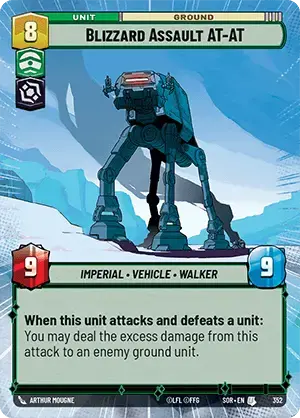 UNIT GROUND
8 BLIZZARD ASSAULT AT-AT
9 IMPERIAL • VEHICLE • WALKER 9
When this unit attacks and defeats a unit:
You may deal the excess damage from this
attack to an enemy ground unit.
ARTHUR MOUGNE ©LFL ©FFG SOR • EN 352